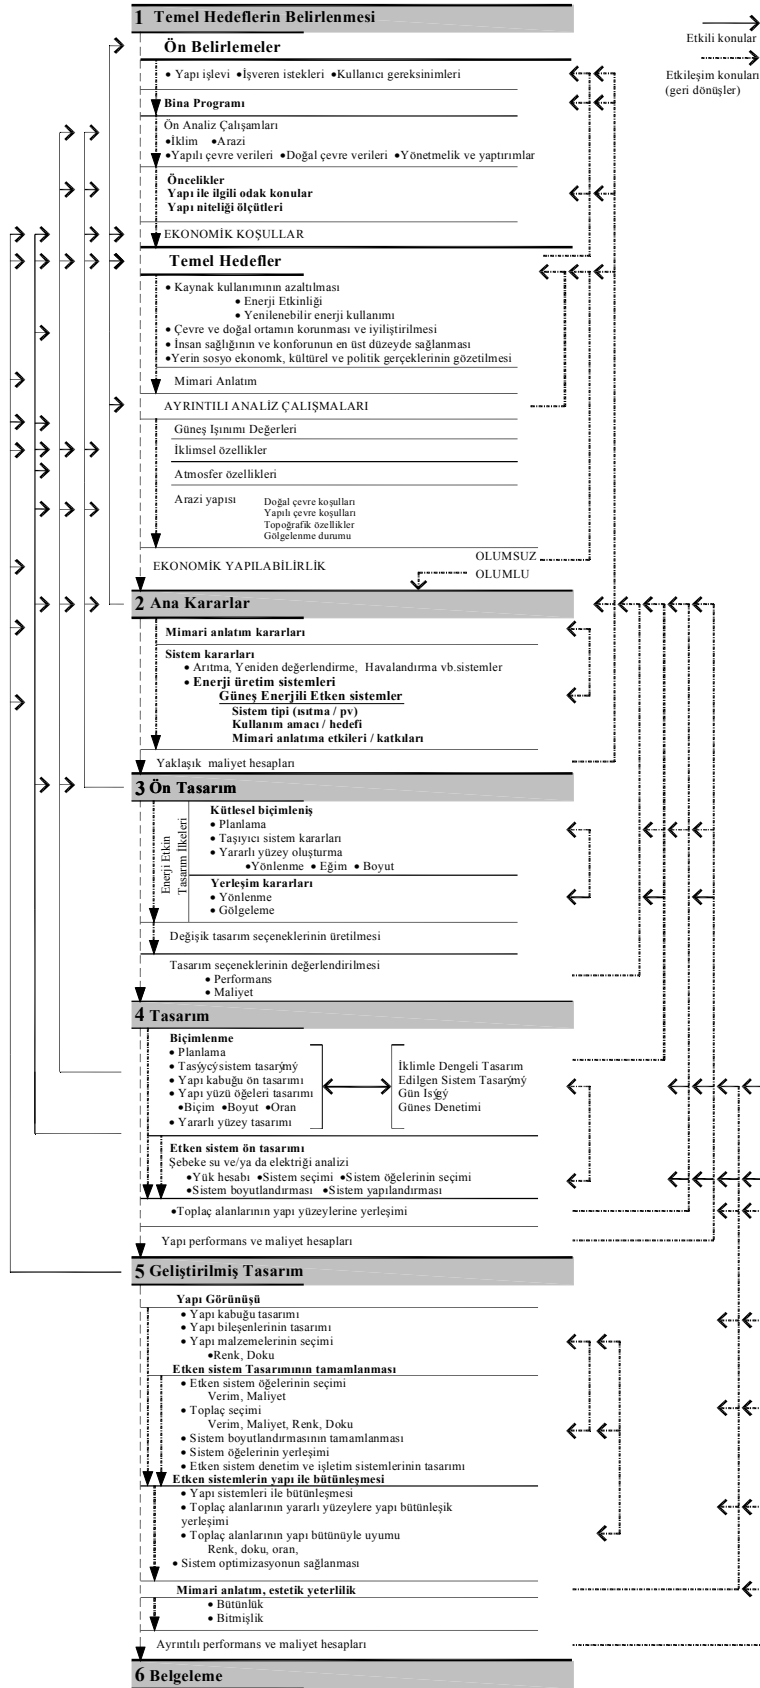 1 Temel Hedeflerin Belirlenmesi
Etkili konular
Etkileşim konuları
(geri dönüşler)
Ön Belirlemeler
• Yapı işlevi •İşveren istekleri •Kullanıcı gereksinimleri
Bina Programı
Ön Analiz Çalışamları
•İklim •Arazi
•Yapılı çevre verileri •Doğal çevre verileri •Yönetmelik ve yaptırımlar
Öncelikler
Yapı ile ilgili odak konular
Yapı niteliği ölçütleri
EKONOMİK KOŞULLAR
Temel Hedefler
• Kaynak kullanımının azaltılması
• Enerji Etkinliği
• Yenilenebilir enerji kullanımı
• Çevre ve doğal ortamın korunması ve iyiliştirilmesi
• İnsan sağlığının ve konforunun en üst düzeyde sağlanması
•Yerin sosyo ekonomk, kültürel ve politik gerçeklerinin gözetilmesi
Mimari Anlatım
AYRINTILI ANALİZ ÇALIŞMALARI
Güneş Işınımı Değerleri
İklimsel özellikler
Atmosfer özellikleri
Arazi yapısı
Doğal çevre koşulları
Yapılı çevre koşulları
Topoğrafik özellikler
Gölgelenme durumu
EKONOMİK YAPILABİLİRLİK
OLUMSUZ
OLUMLU
2 Ana Kararlar
Mimari anlatım kararları
Sistem kararları
• Arıtma, Yeniden değerlendirme, Havalandırma vb.sistemler
• Enerji üretim sistemleri
Güneş Enerjili Etken sistemler
Sistem tipi (ısıtma / pv)
Kullanım amacı / hedefi
Mimari anlatıma etkileri / katkıları
Yaklaşık maliyet hesapları
3 Ön Tasarım
Enerji Etkin
Tasarım İlkeleri
Kütlesel biçimleniş
• Planlama
• Taşıyıcı sistem kararları
• Yararlı yüzey oluşturma
•Yönlenme • Eğim • Boyut
Yerleşim kararları
• Yönlenme
• Gölgeleme
Değişik tasarım seçeneklerinin üretilmesi
Tasarım seçeneklerinin değerlendirilmesi
• Performans
• Maliyet
4 Tasarım
Biçimlenme
• Planlama
• Tasýycýsistem tasarýmý
• Yapı kabuğu ön tasarımı
• Yapı yüzü öğeleri tasarımı
•Biçim •Boyut •Oran
• Yararlı yüzey tasarımı
İklimle Dengeli Tasarım
Edilgen Sistem Tasarýmý
Gün Isýgý
Günes Denetimi
Etken sistem ön tasarımı
Şebeke su ve/ya da elektriği analizi
•Yük hesabı •Sistem seçimi •Sistem öğelerinin seçimi
•Sistem boyutlandırması •Sistem yapılandırması
•Toplaç alanlarının yapı yüzeylerine yerleşimi
Yapı performans ve maliyet hesapları
5 Geliştirilmiş Tasarım
Yapı Görünüşü
• Yapı kabuğu tasarımı
• Yapı bileşenlerinin tasarımı
• Yapı malzemelerinin seçimi
•Renk, Doku
Etken sistem Tasarımının tamamlanması
• Etken sistem öğelerinin seçimi
Verim, Maliyet
• Toplaç seçimi
Verim, Maliyet, Renk, Doku
• Sistem boyutlandırmasının tamamlanması
• Sistem öğelerinin yerleşimi
• Etken sistem denetim ve işletim sistemlerinin tasarımı
Etken sistemlerin yapı ile bütünleşmesi
• Yapı sistemleri ile bütünleşmesi
• Toplaç alanlarının yararlı yüzeylere yapı bütünleşik
yerleşimi
• Toplaç alanlarının yapı bütünüyle uyumu
Renk, doku, oran,
• Sistem optimizasyonun sağlanması
Mimari anlatım, estetik yeterlilik
• Bütünlük
• Bitmişlik
Ayrıntılı performans ve maliyet hesapları
6 Belgeleme